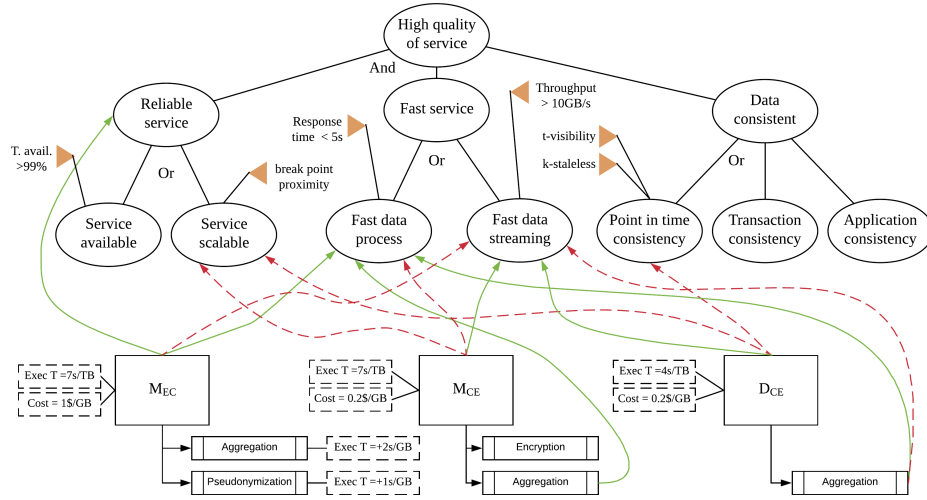 High quality
of service
And
Reliable
service
Fast service
Throughput
> 10GB/s
Data
consistent
Response
time < 5s
t-visibility
k-staleless
T. avail.
>99%
Or
break point
proximity
Or
Or
Service
available
Service
scalable
Fast data
process
Fast data
streaming
Point in time
consistency
Transaction
consistency
Application
consistency
Exec T =7s/TB
Cost = 1$/GB
MEC
Exec T =7s/TB
Cost = 0.2$/GB
MCE
Exec T =4s/TB
Cost = 0.2$/GB
DCE
Aggregation
Exec T =+2s/GB
Encryption
Pseudonymization
Exec T =+1s/GB
Aggregation
Aggregation